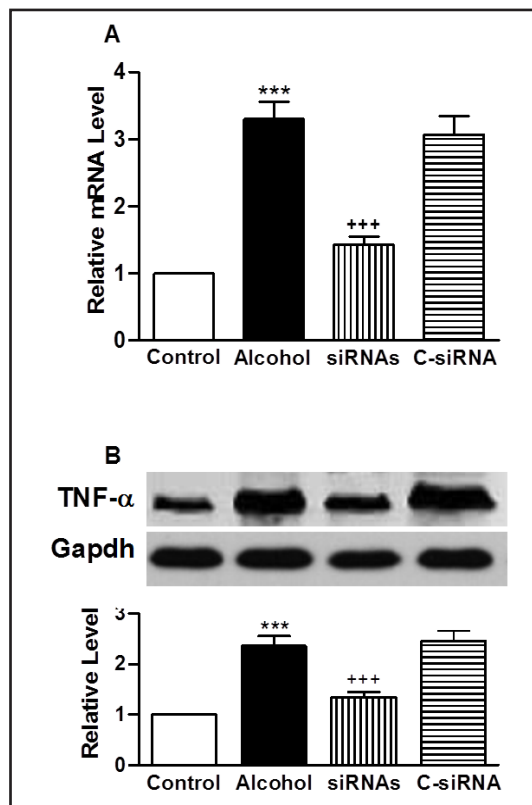 A
Relative mRNA Level
4
3
2
1
0
***
+++
Control Alcohol siRNAs C-siRNA
B
TNF-α
Gapdh
Relative Level
3
2
1
0
***
+++
Control Alcohol siRNAs C-siRNA